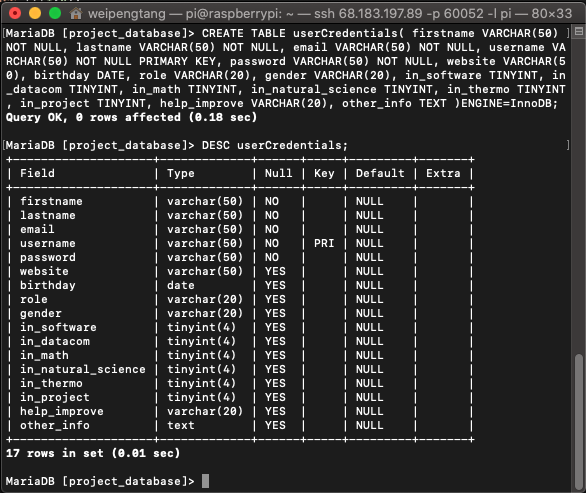 weipengtang — pi@raspberrypi: ~ — ssh 68.183.197.89 -p 60052 -l pi — 80×33
[MariaDB [project_database]> CREATE TABLE userCredentials( firstname VARCHAR(50) ]
NOT NULL, lastname VARCHAR(50) NOT NULL, email VARCHAR(50) NOT NULL, username VA
RCHAR(50) NOT NULL PRIMARY KEY, password VARCHAR(50) NOT NULL, website VARCHAR(5
0), birthday DATE, role VARCHAR(20), gender VARCHAR(20), in_software TINYINT, in
_datacom TINYINT, in_math TINYINT, in_natural_science TINYINT, in_thermo TINYINT
, in_project TINYINT, help_improve VARCHAR(20), other_info TEXT )ENGINE=InnoDB;
Query OK, 0 rows affected (0.18 sec)
[MariaDB [project_database]> DESC userCredentials; ]
+--------------------+-------------+------+-----+---------+-------+
| Field | Type | Null | Key | Default | Extra |
+--------------------+-------------+------+-----+---------+-------+
| firstname | varchar(50) | NO | | NULL | |
| lastname | varchar(50) | NO | | NULL | |
| email | varchar(50) | NO | | NULL | |
| username | varchar(50) | NO | PRI | NULL | |
| password | varchar(50) | NO | | NULL | |
| website | varchar(50) | YES | | NULL | |
| birthday | date | YES | | NULL | |
| role | varchar(20) | YES | | NULL | |
| gender | varchar(20) | YES | | NULL | |
| in_software | tinyint(4) | YES | | NULL | |
| in_datacom | tinyint(4) | YES | | NULL | |
| in_math | tinyint(4) | YES | | NULL | |
| in_natural_science | tinyint(4) | YES | | NULL | |
| in_thermo | tinyint(4) | YES | | NULL | |
| in_project | tinyint(4) | YES | | NULL | |
| help_improve | varchar(20) | YES | | NULL | |
| other_info | text | YES | | NULL | |
+--------------------+-------------+------+-----+---------+-------+
17 rows in set (0.01 sec)
MariaDB [project_database]>